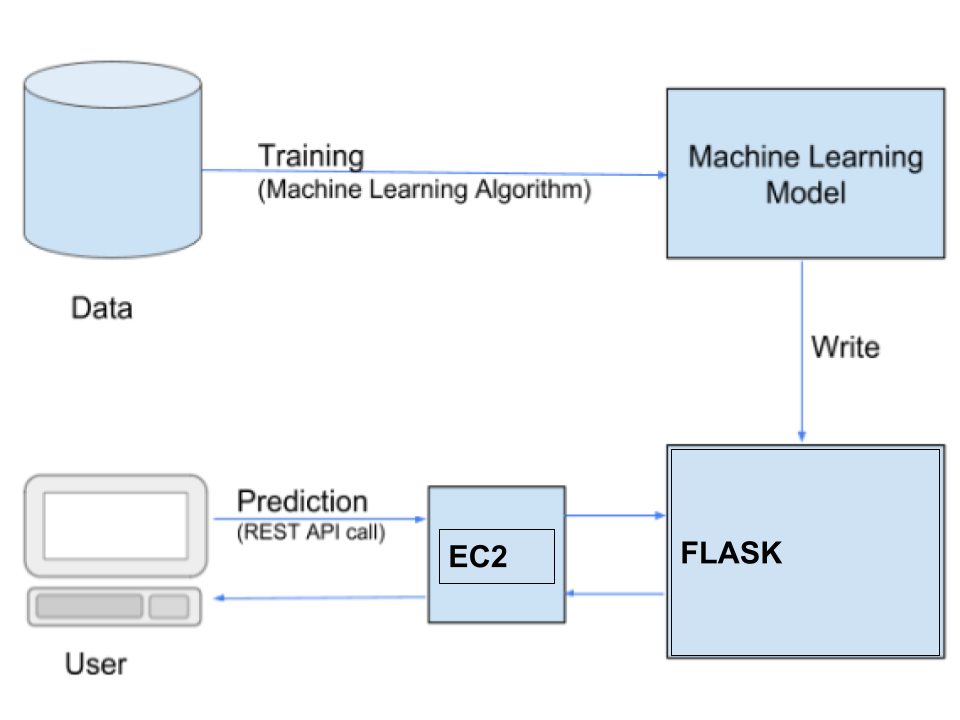 Training
(Machine Learning Algorithm)
Machine Learning
Model
Data
Write
Prediction
(REST API call)
EC2
FLASK
User